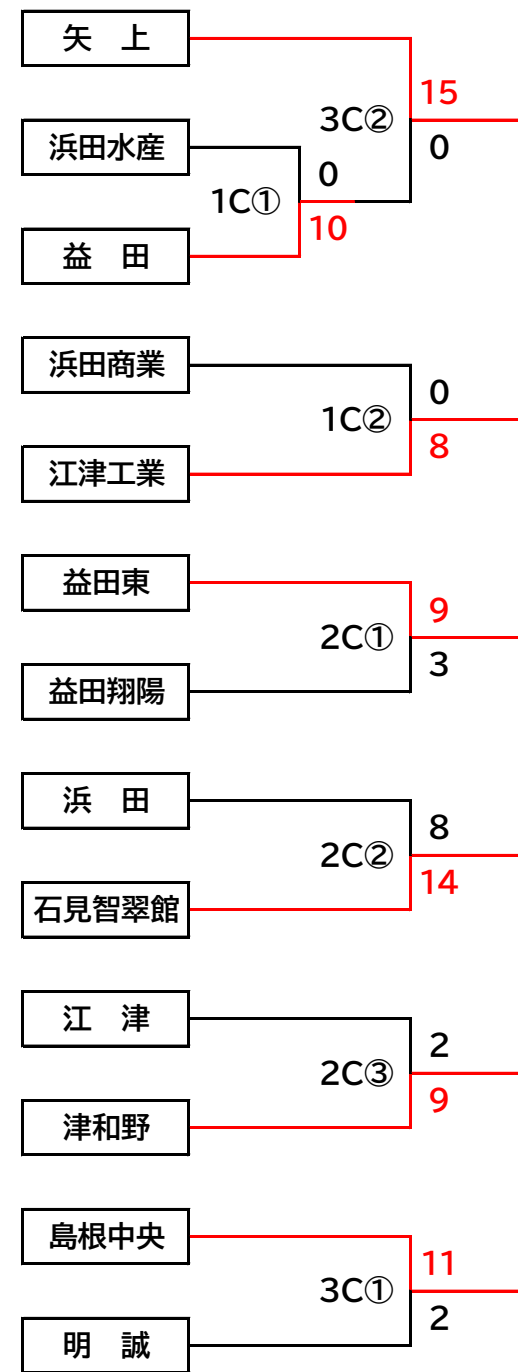 矢 上
15
3C②
0
浜田水産
0
1C①
10
益 田
浜田商業
0
1C②
8
江津工業
益田東
9
2C①
3
益田翔陽
浜 田
8
2C②
14
石見智翠館
江 津
2
2C③
9
津和野
島根中央
11
3C①
2
明 誠